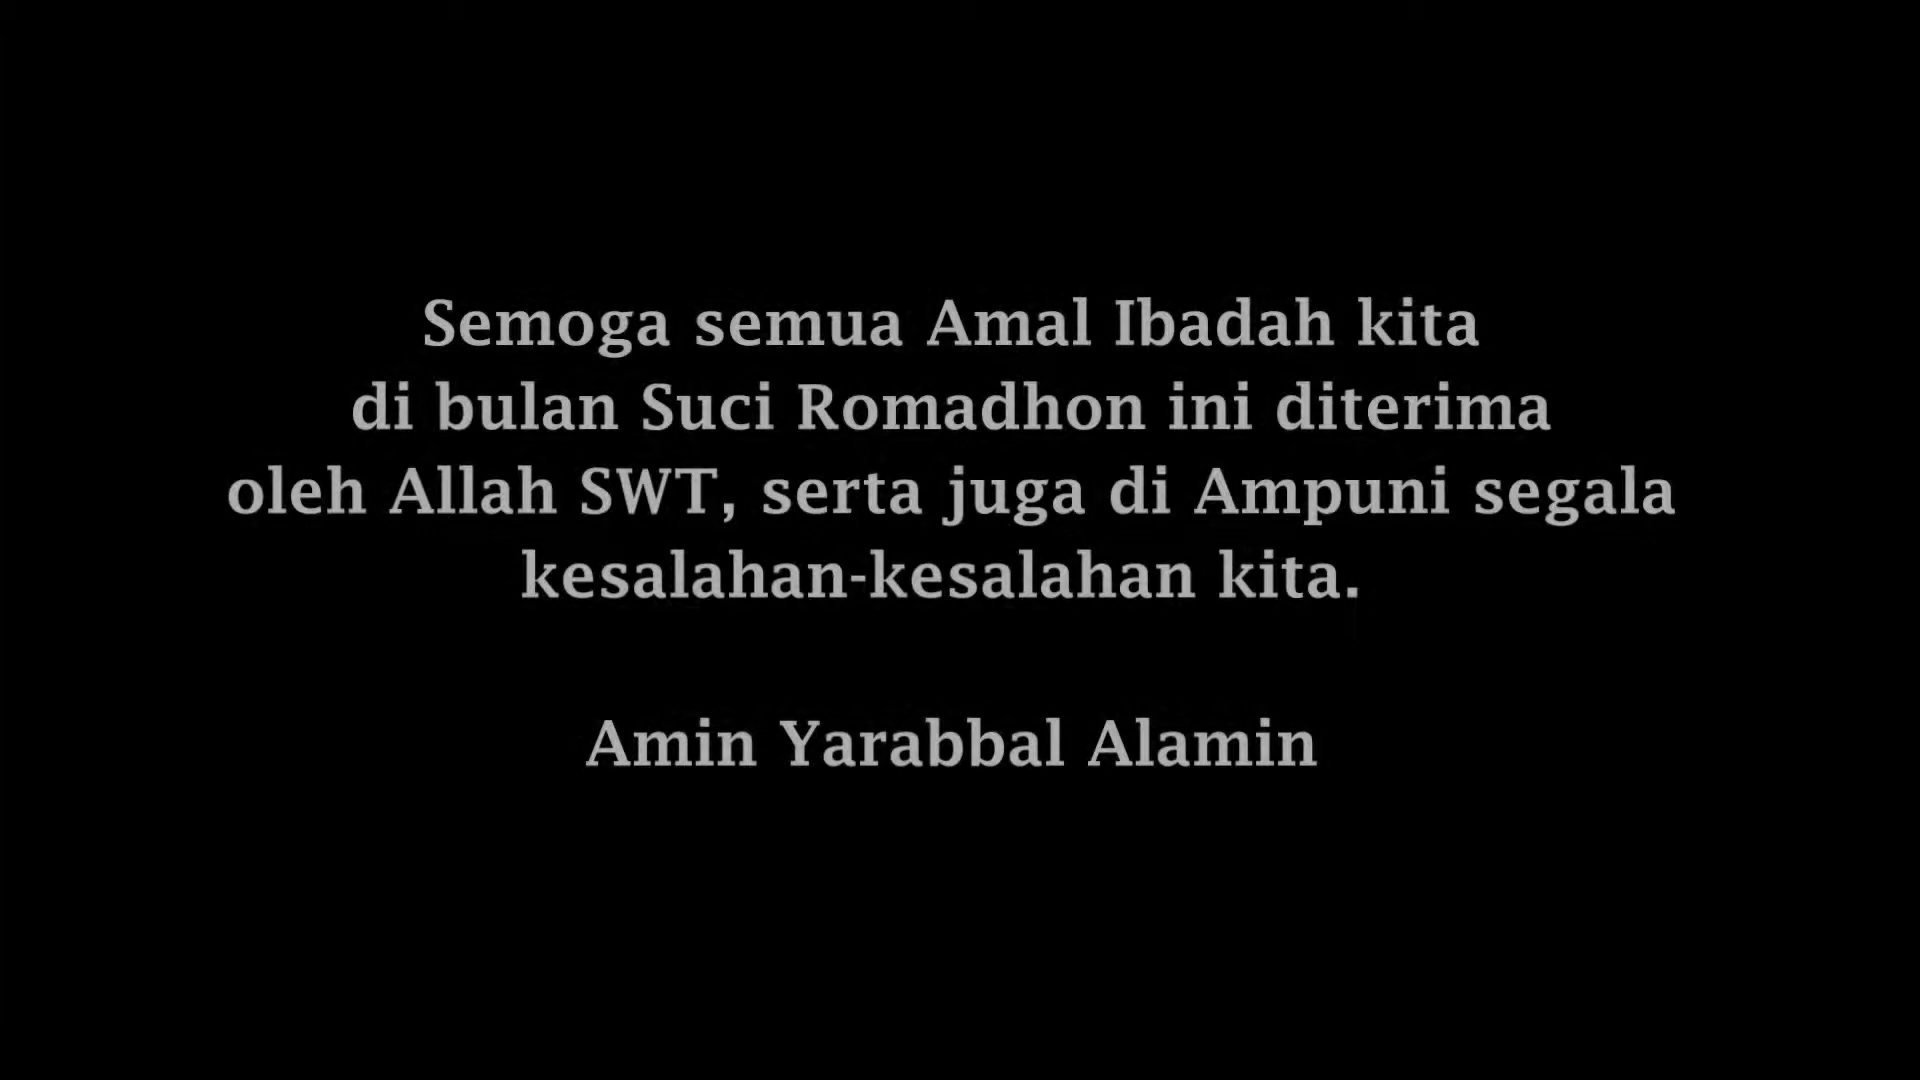 Semoga semua Amal Ibadah kita
di bulan Suci Romadhon ini diterima
oleh Allah SWT, serta juga di Ampuni segala
kesalahan-kesalahan kita.
Amin Yarabbal Alamin